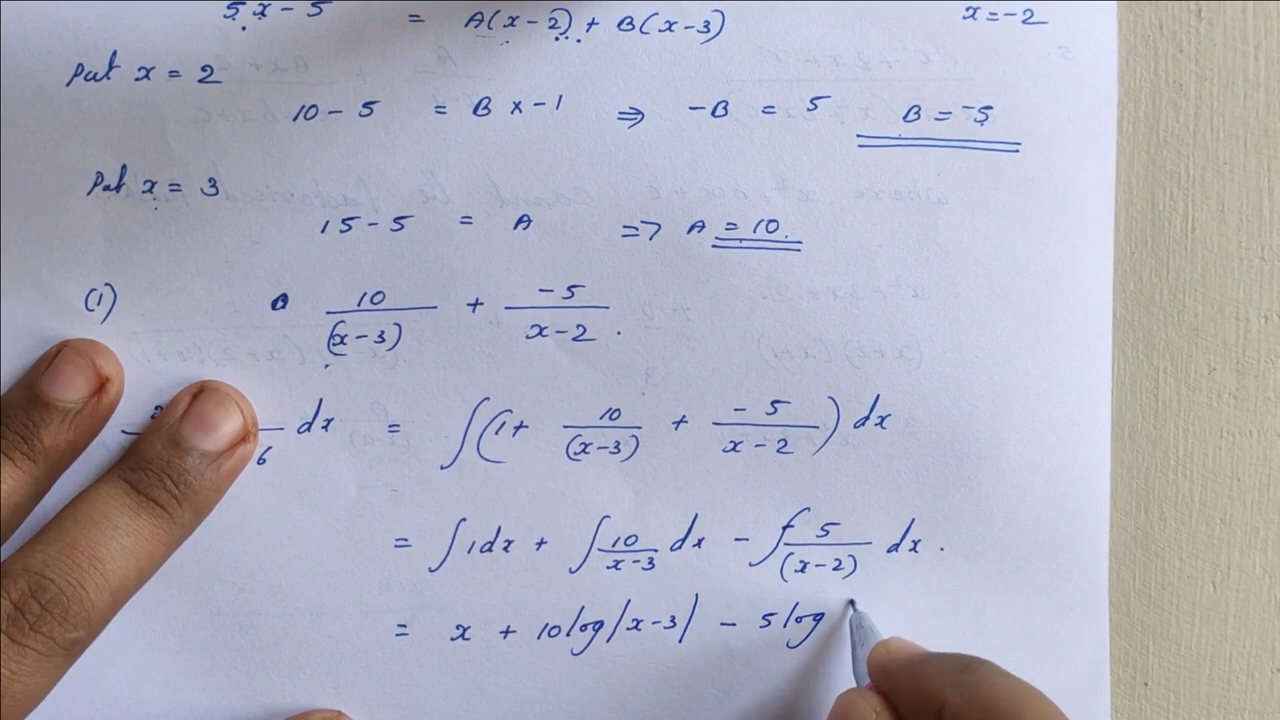 5x - 5 = A(x-2) + B(x-3) x = -2
Put x = 2
10 - 5 = B x -1 ⇒ -B = 5 B = -5
Put x = 3
15 - 5 = A => A = 10.
(1) 10/(x-3) + -5/x-2.
6 dx = ∫(1 + 10/(x-3) + -5/x-2) dx
= ∫1dx + ∫10/x-3 dx - ∫5/(x-2) dx.
= x + 10log|x-3| - 5log